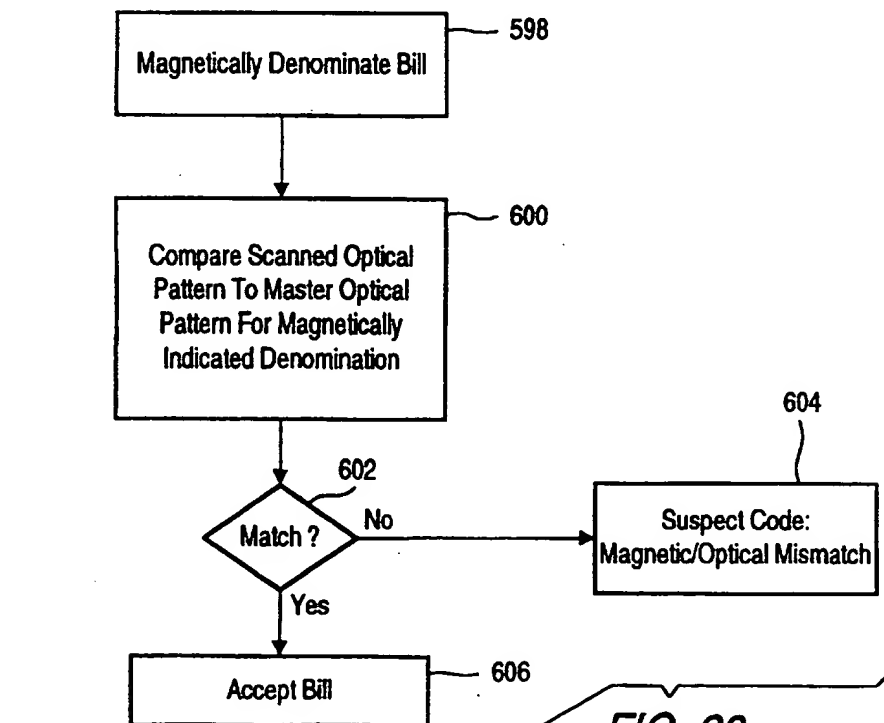 598
Magnetically Denominate Bill
600
Compare Scanned Optical
Pattern To Master Optical
Pattern For Magnetically
Indicated Denomination
604
602
Match ?
No
Suspect Code:
Magnetic/Optical Mismatch
Yes
606
Accept Bill